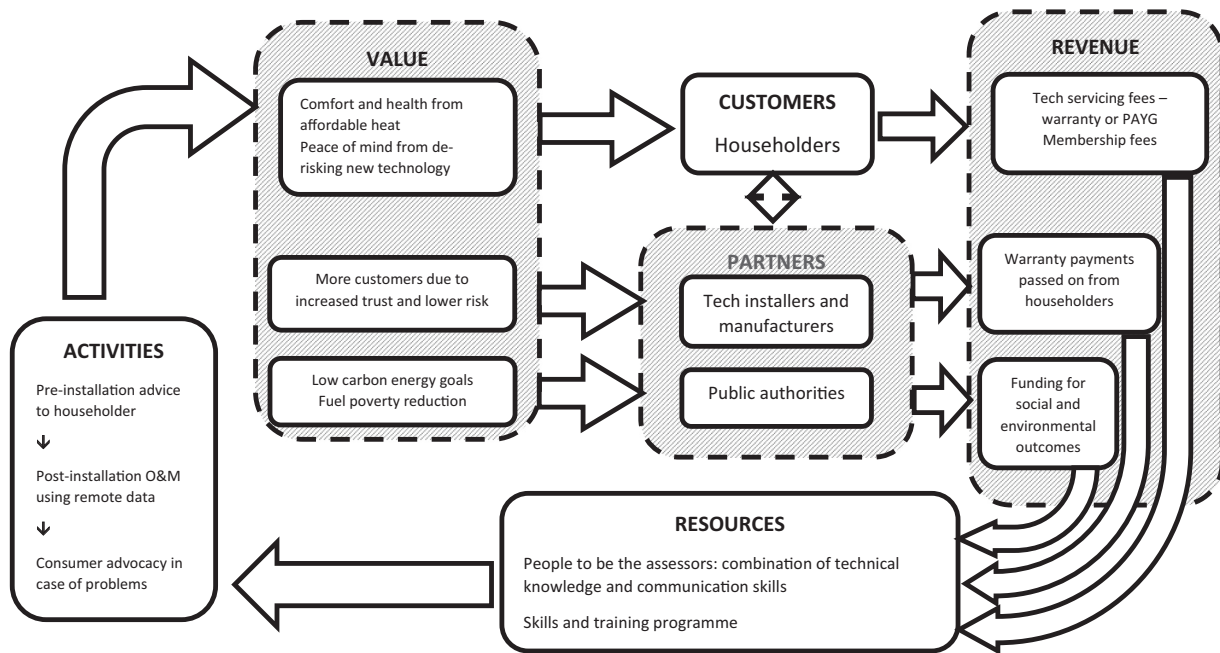 VALUE
Comfort and health from
affordable heat
Peace of mind from de-
risking new technology
More customers due to
increased trust and lower risk
Low carbon energy goals
Fuel poverty reduction
CUSTOMERS
Householders
PARTNERS
Tech installers and
manufacturers
Public authorities
REVENUE
Tech servicing fees –
warranty or PAYG
Membership fees
Warranty payments
passed on from
householders
Funding for
social and
environmental
outcomes
ACTIVITIES
Pre-installation advice
to householder
Post-installation O&M
using remote data
Consumer advocacy in
case of problems
RESOURCES
People to be the assessors: combination of technical
knowledge and communication skills
Skills and training programme